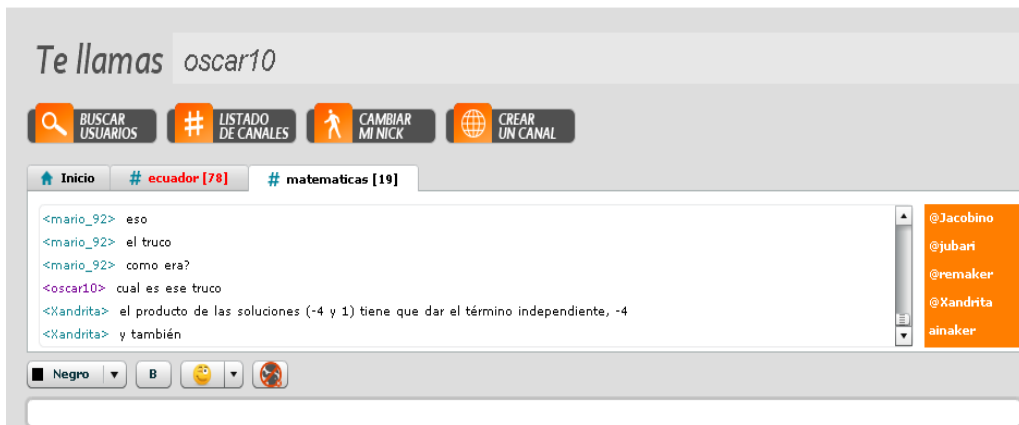 Te llamas oscar10
BUSCAR
USUARIOS
LISTADO
DE CANALES
CAMBIAR
MI NICK
CREAR
UN CANAL
Inicio
# ecuador [78]
# matematicas [19]
<mario_92> eso
<mario_92> el truco
<mario_92> como era?
<oscar10> cual es ese truco
<Xandrita> el producto de las soluciones (-4 y 1) tiene que dar el término independiente, -4
<Xandrita> y también
@Jacobino
@jubari
@remaker
@Xandrita
ainaker
Negro
B